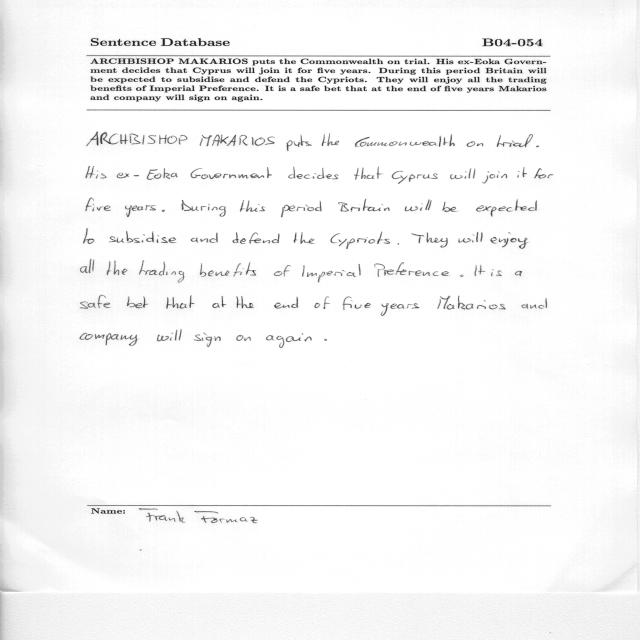 Sentence Database B04-054
ARCHBISHOP MAKARIOS puts the Commonwealth on trial. His ex-Eoka Govern-
ment decides that Cyprus will join it for five years. During this period Britain will
be expected to subsidise and defend the Cypriots. They will enjoy all the trading
benefits of Imperial Preference. It is a safe bet that at the end of five years Makarios
and company will sign on again.
ARCHBISHOP MAKARIOS puts the Commonwealth on trial.
His ex-Eoka Government decides that Cyprus will join it for
five years. During this period Britain will be expected
to subsidise and defend the Cypriots. They will enjoy
all the trading benefits of Imperial Preference. It is a
safe bet that at the end of five years Makarios and
company will sign on again.
Name: Frank Formaz